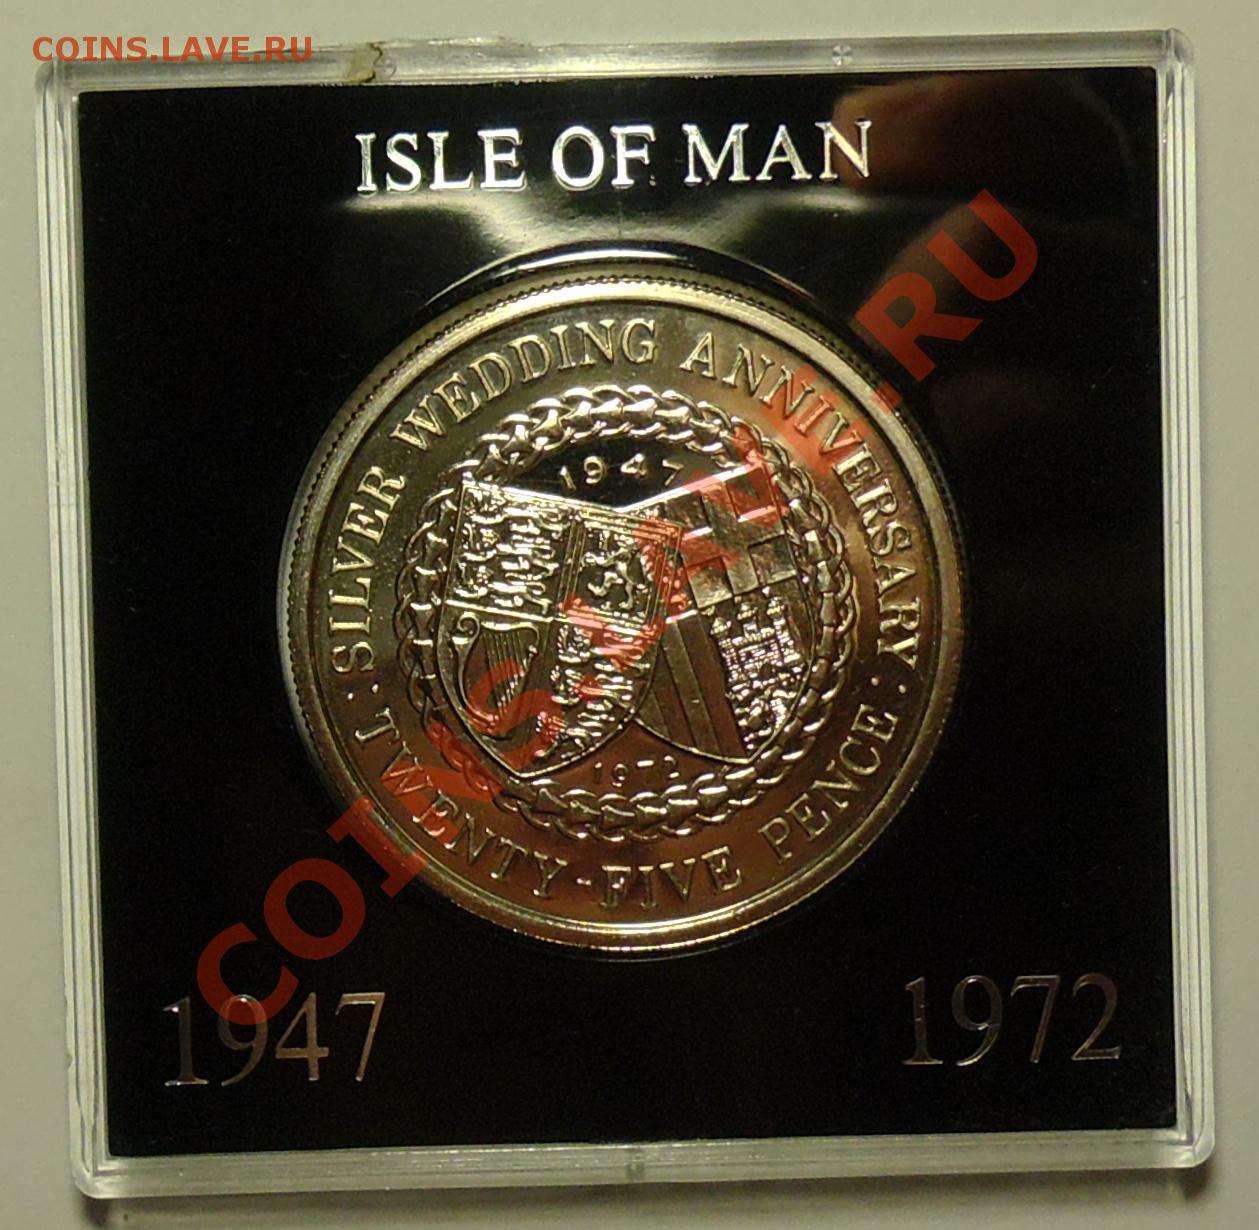 COINS.LAVE.RU
ISLE OF MAN
· SILVER WEDDING ANNIVERSARY ·
1947
1972
: TWENTY-FIVE PENCE :
1947
1972
COINS.LAVE.RU